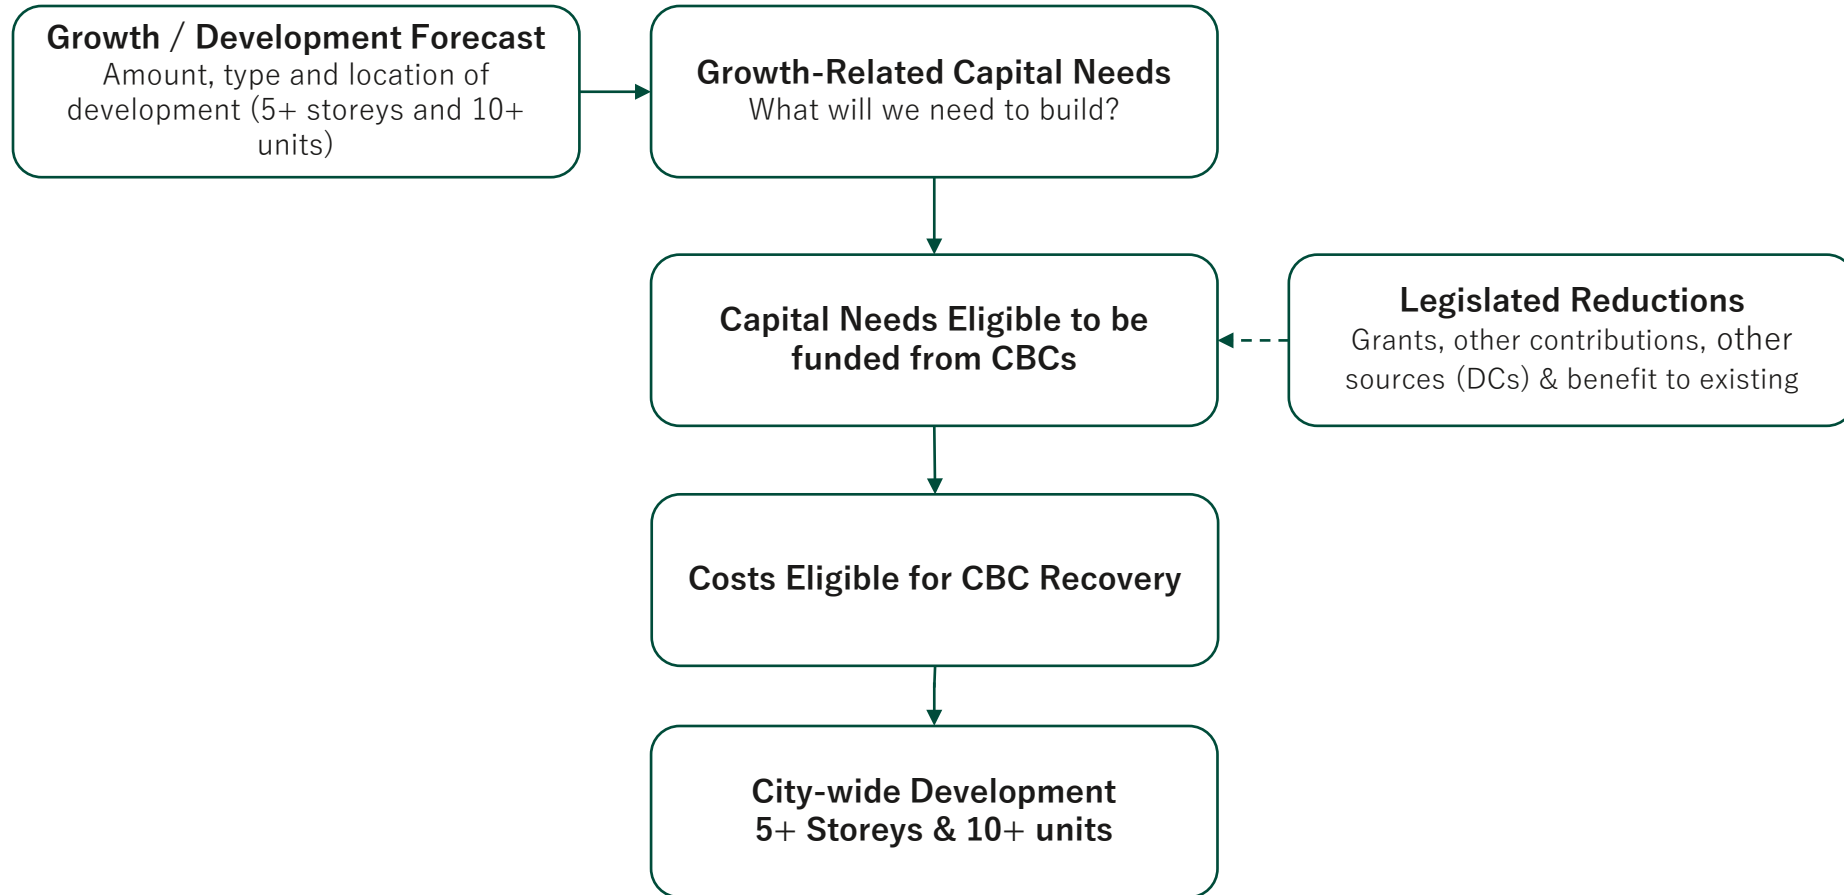 Growth / Development Forecast
Amount, type and location of
development (5+ storeys and 10+
units)
Growth-Related Capital Needs
What will we need to build?
Capital Needs Eligible to be
funded from CBCs
Legislated Reductions
Grants, other contributions, other
sources (DCs) & benefit to existing
Costs Eligible for CBC Recovery
City-wide Development
5+ Storeys & 10+ units